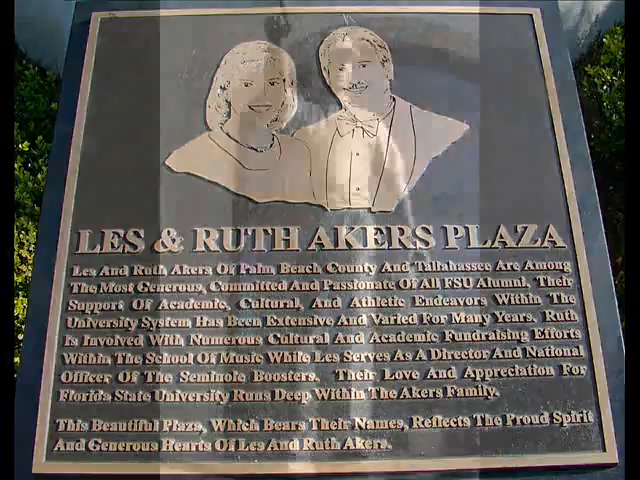 LES & RUTH AKERS PLAZA
Les And Ruth Akers Of Palm Beach County And Tallahassee Are Among
The Most Generous, Committed And Passionate Of All FSU Alumni. Their
Support Of Academic, Cultural, And Athletic Endeavors Within The
University System Has Been Extensive And Varied For Many Years. Ruth
Is Involved With Numerous Cultural And Academic Fundraising Efforts
Within The School Of Music While Les Serves As A Director And National
Officer Of The Seminole Boosters. Their Love And Appreciation For
Florida State University Runs Deep Within The Akers Family.
This Beautiful Plaza, Which Bears Their Names, Reflects The Proud Spirit
And Generous Hearts Of Les And Ruth Akers.